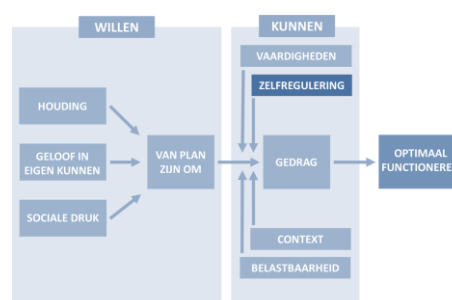 WILLEN
KUNNEN
VAARDIGHEDEN
ZELFREGULERING
HOUDING
GELOOF IN
EIGEN KUNNEN
SOCIALE DRUK
VAN PLAN
ZIJN OM
GEDRAG
OPTIMAAL
FUNCTIONERE
CONTEXT
BELASTBAARHEID